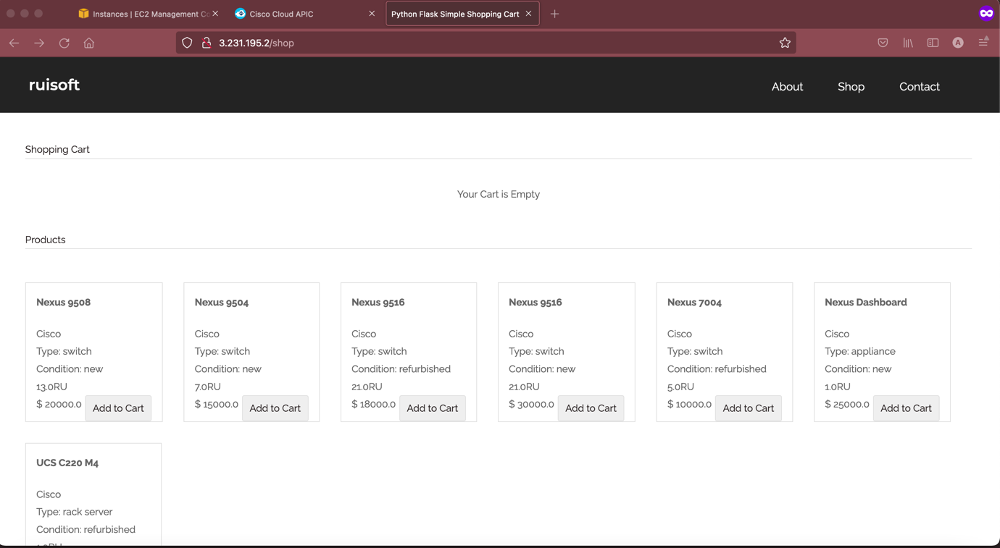 Instances | EC2 Management Co
Cisco Cloud APIC
Python Flask Simple Shopping Cart
3.231.195.2/shop
A
ruisoft
About
Shop
Contact
Shopping Cart
Your Cart is Empty
Products
Nexus 9508
Cisco
Type: switch
Condition: new
13.0RU
$ 20000.0
Add to Cart
Nexus 9504
Cisco
Type: switch
Condition: new
7.0RU
$ 15000.0
Add to Cart
Nexus 9516
Cisco
Type: switch
Condition: refurbished
21.0RU
$ 18000.0
Add to Cart
Nexus 9516
Cisco
Type: switch
Condition: new
21.0RU
$ 30000.0
Add to Cart
Nexus 7004
Cisco
Type: switch
Condition: refurbished
5.0RU
$ 10000.0
Add to Cart
Nexus Dashboard
Cisco
Type: appliance
Condition: new
1.0RU
$ 25000.0
Add to Cart
UCS C220 M4
Cisco
Type: rack server
Condition: refurbished